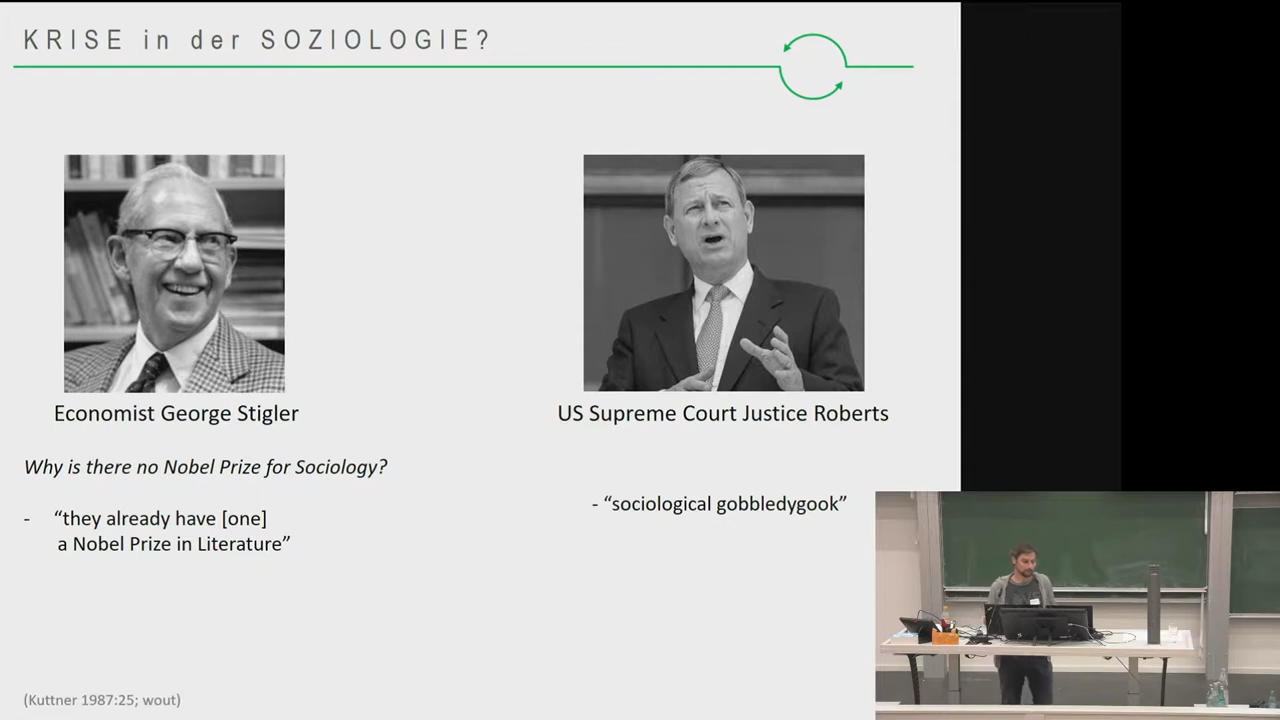 KRISE in der SOZIOLOGIE?
Economist George Stigler
US Supreme Court Justice Roberts
Why is there no Nobel Prize for Sociology?
- “they already have [one]
a Nobel Prize in Literature”
- “sociological gobbledygook”
(Kuttner 1987:25; wout)